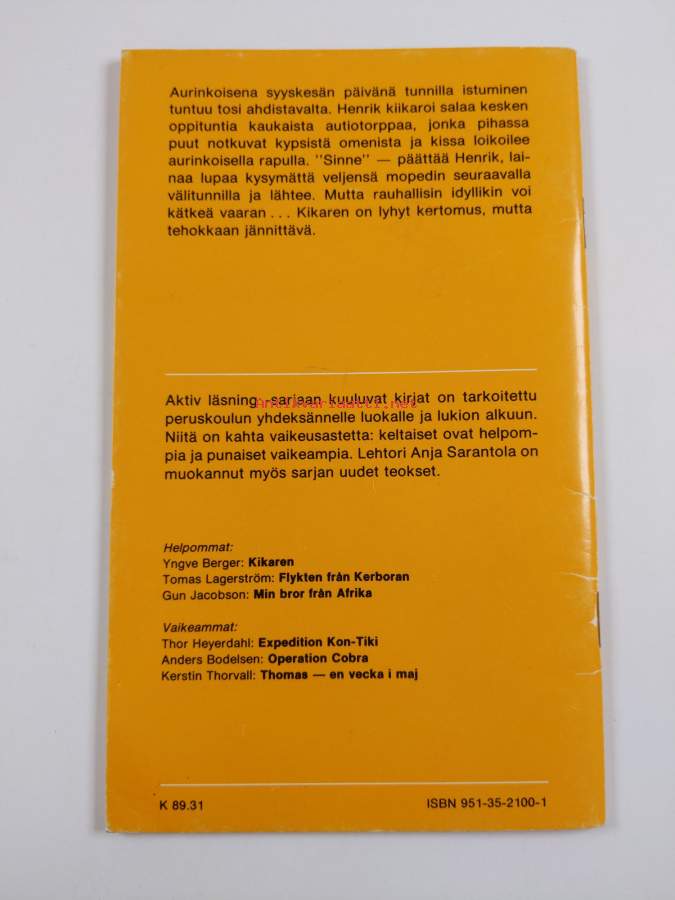 Aurinkoisena syyskesän päivänä tunnilla istuminen
tuntuu tosi ahdistavalta. Henrik kiikaroi salaa kesken
oppituntia kaukaista autiotorppaa, jonka pihassa
puut notkuvat kypsistä omenista ja kissa loikoilee
aurinkoisella rapulla. "Sinne" — päättää Henrik, lai-
naa lupaa kysymättä veljensä mopedin seuraavalla
välitunnilla ja lähtee. Mutta rauhallisin idyllikin voi
kätkeä vaaran... Kikaren on lyhyt kertomus, mutta
tehokkaan jännittävä.
Aktiv läsning -sarjaan kuuluvat kirjat on tarkoitettu
Antikvariaatti.net
peruskoulun yhdeksännelle luokalle ja lukion alkuun.
Niitä on kahta vaikeusastetta: keltaiset ovat helpom-
pia ja punaiset vaikeampia. Lehtori Anja Sarantola on
muokannut myös sarjan uudet teokset.
Helpommat:
Yngve Berger: Kikaren
Tomas Lagerström: Flykten från Kerboran
Gun Jacobson: Min bror från Afrika
Vaikeammat:
Thor Heyerdahl: Expedition Kon-Tiki
Anders Bodelsen: Operation Cobra
Kerstin Thorvall: Thomas — en vecka i maj
K 89.31 ISBN 951-35-2100-1